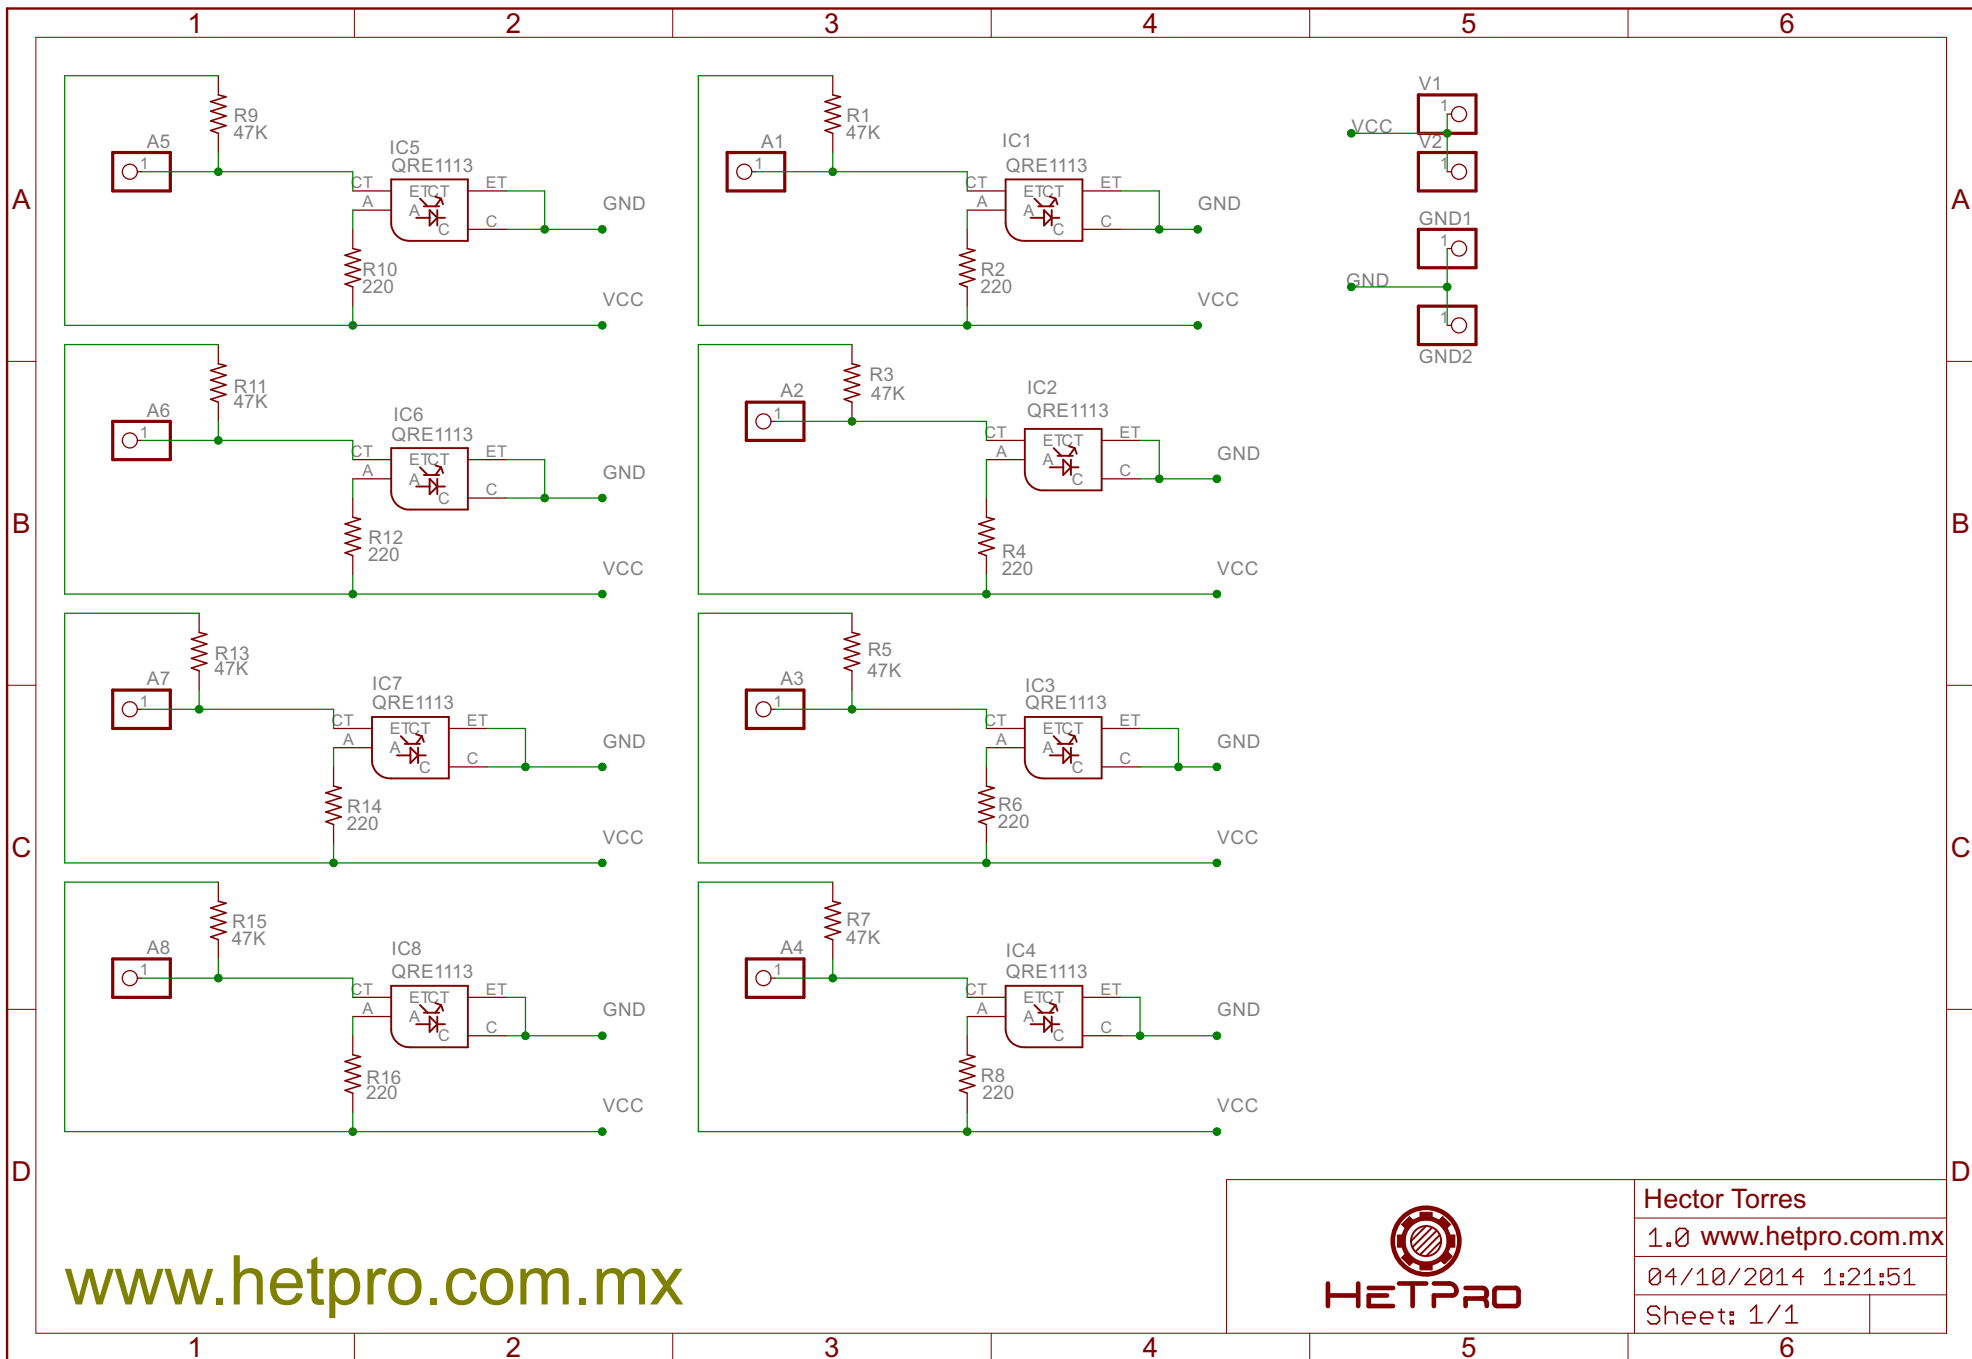 1 2 3 4 5 6
A A
B B
C C
D D
R9
47K
A5
1
IC5
QRE1113
CT
A
ETCT
A
C
ET
C
GND
R10
220
VCC
R1
47K
A1
1
IC1
QRE1113
CT
A
ETCT
A
C
ET
C
GND
R2
220
VCC
V1
1
VCC
V2
1
GND1
1
GND
1
GND2
R11
47K
A6
1
IC6
QRE1113
CT
A
ETCT
A
C
ET
C
GND
R12
220
VCC
R3
47K
A2
1
IC2
QRE1113
CT
A
ETCT
A
C
ET
C
GND
R4
220
VCC
R13
47K
A7
1
IC7
QRE1113
CT
A
ETCT
A
C
ET
C
GND
R14
220
VCC
R5
47K
A3
1
IC3
QRE1113
CT
A
ETCT
A
C
ET
C
GND
R6
220
VCC
R15
47K
A8
1
IC8
QRE1113
CT
A
ETCT
A
C
ET
C
GND
R16
220
VCC
R7
47K
A4
1
IC4
QRE1113
CT
A
ETCT
A
C
ET
C
GND
R8
220
VCC
www.hetpro.com.mx
HETPRO
Hector Torres
1.0 www.hetpro.com.mx
04/10/2014 1:21:51
Sheet: 1/1
1 2 3 4 5 6